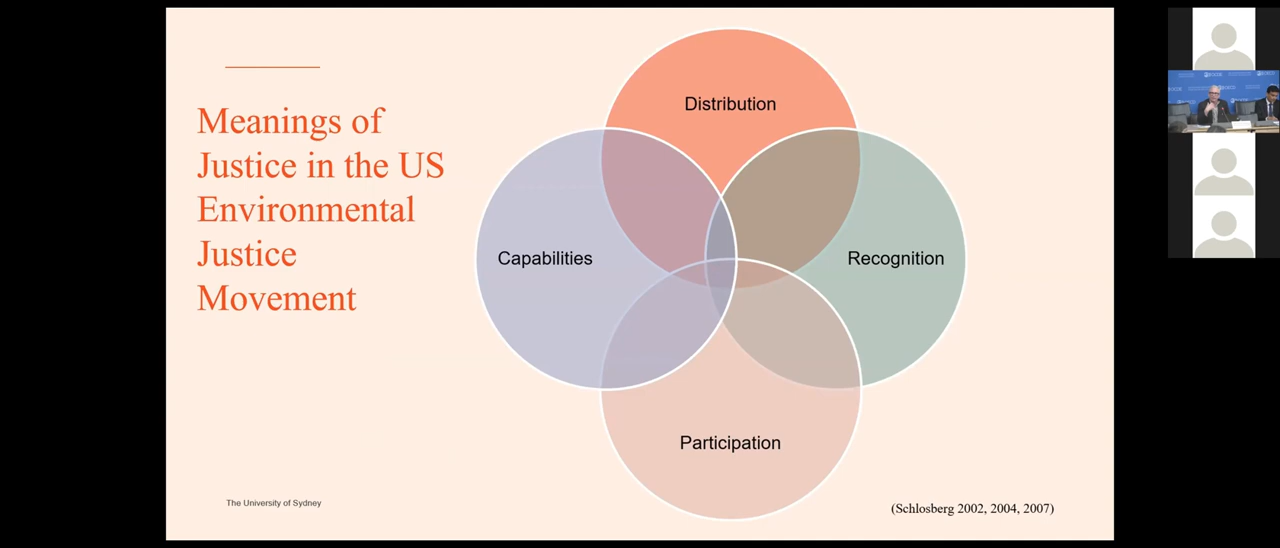 Meanings of
Justice in the US
Environmental
Justice
Movement
Distribution
Capabilities
Recognition
Participation
The University of Sydney
(Schlosberg 2002, 2004, 2007)